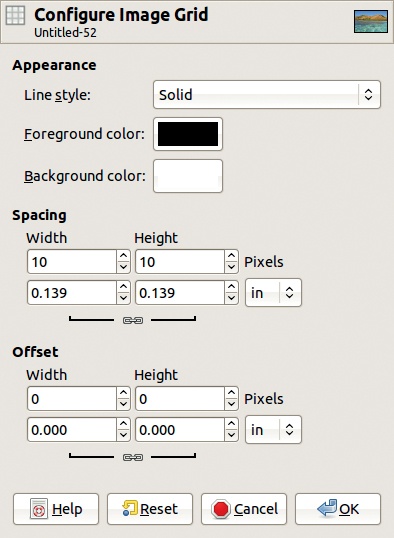 Configure Image Grid
Untitled-52
Appearance
Line style: Solid
Foreground color:
Background color:
Spacing
Width Height
10 10 Pixels
0.139 0.139 in
Offset
Width Height
0 0 Pixels
0.000 0.000 in
Help Reset Cancel OK